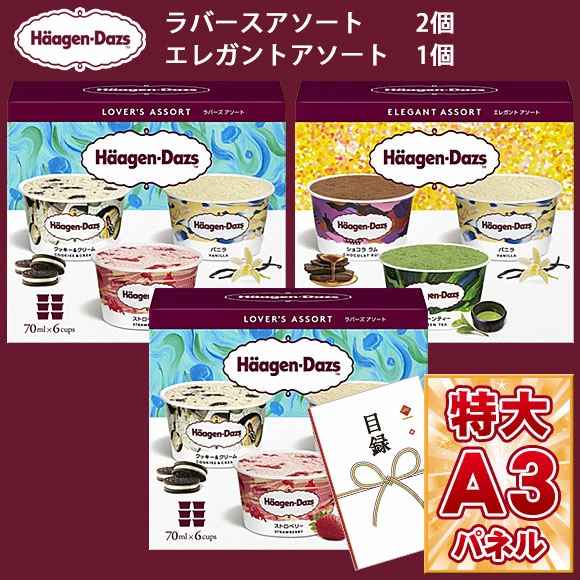 Häagen-Dazs
ラバースアソート 2個
エレガントアソート 1個
LOVER'S ASSORT ラバーズ アソート
Häagen-Dazs
Häagen-Dazs
クッキー&クリーム
COOKIES & CREAM
Häagen-Dazs
バニラ
VANILLA
Häagen-Dazs
ストロベリー
70ml×6cups
ELEGANT ASSORT エレガント アソート
Häagen-Dazs
Häagen-Dazs
ショコラ ラム
CHOCOLAT RUM
Häagen-Dazs
バニラ
VANILLA
Häagen-Dazs
LOVER'S ASSORT ラバーズ アソート
Häagen-Dazs
Häagen-Dazs
クッキー&クリーム
COOKIES & CREAM
Häagen-Dazs
ストロベリー
STRAWBERRY
70ml×6cups
目録
特大
A3
パネル